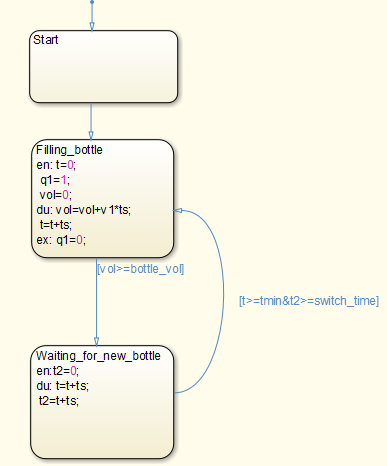 Start
Filling_bottle
en: t=0;
q1=1;
vol=0;
du: vol=vol+v1*ts;
t=t+ts;
ex: q1=0;
[vol>=bottle_vol]
[t>=tmin&t2>=switch_time]
Waiting_for_new_bottle
en:t2=0;
du: t=t+ts;
t2=t+ts;